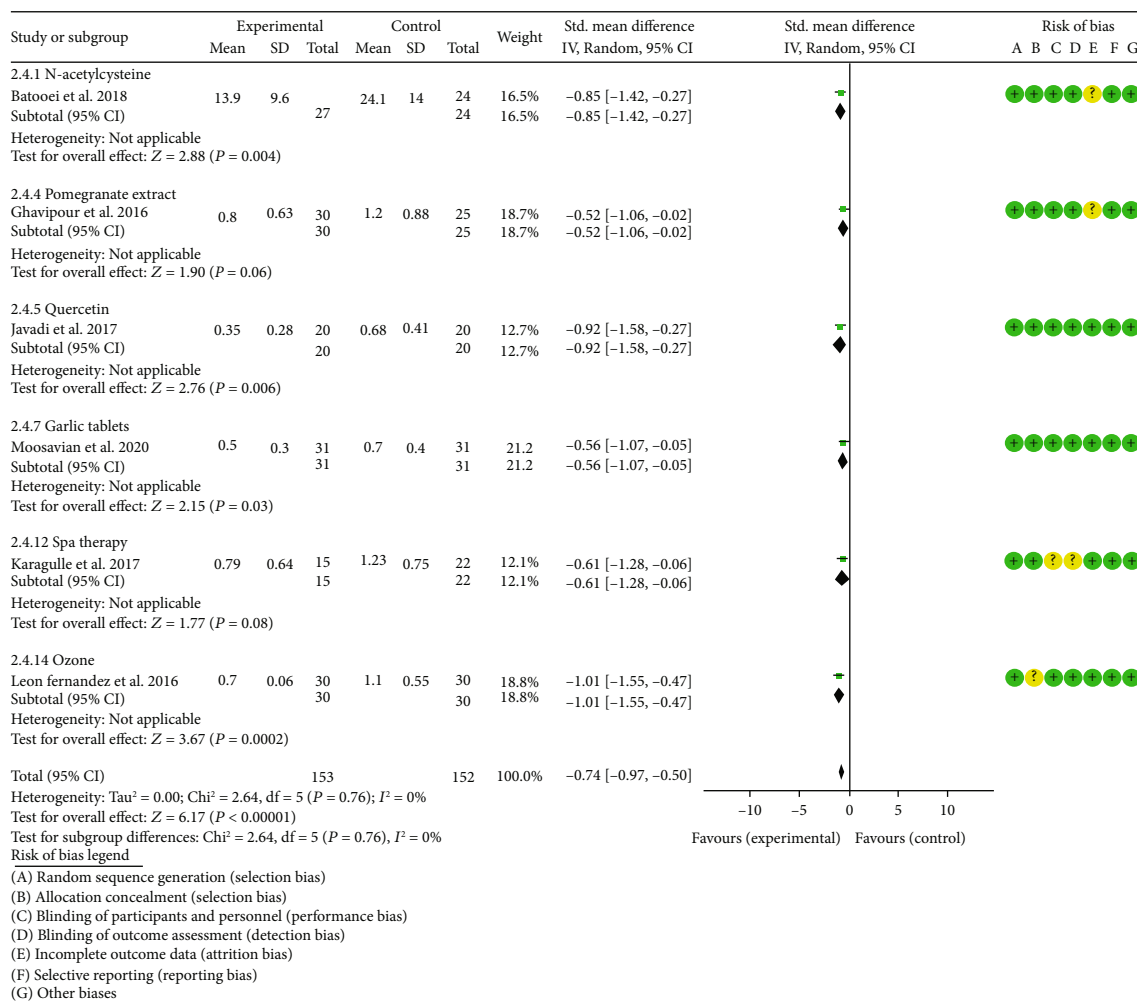 Study or subgroup Experimental Control Weight Std. mean difference Std. mean difference Risk of bias
Mean SD Total Mean SD Total IV, Random, 95% CI IV, Random, 95% CI A B C D E F G
2.4.1 N-acetylcysteine
Batooei et al. 2018 13.9 9.6 24.1 14 24 16.5% –0.85 [–1.42, –0.27] + + + + ? + +
Subtotal (95% CI) 27 24 16.5% –0.85 [–1.42, –0.27]
Heterogeneity: Not applicable
Test for overall effect: Z = 2.88 (P = 0.004)
2.4.4 Pomegranate extract
Ghavipour et al. 2016 0.8 0.63 30 1.2 0.88 25 18.7% –0.52 [–1.06, –0.02] + + + + ? + +
Subtotal (95% CI) 30 25 18.7% –0.52 [–1.06, –0.02]
Heterogeneity: Not applicable
Test for overall effect: Z = 1.90 (P = 0.06)
2.4.5 Quercetin
Javadi et al. 2017 0.35 0.28 20 0.68 0.41 20 12.7% –0.92 [–1.58, –0.27] + + + + + + +
Subtotal (95% CI) 20 20 12.7% –0.92 [–1.58, –0.27]
Heterogeneity: Not applicable
Test for overall effect: Z = 2.76 (P = 0.006)
2.4.7 Garlic tablets
Moosavian et al. 2020 0.5 0.3 31 0.7 0.4 31 21.2 –0.56 [–1.07, –0.05] + + + + + + +
Subtotal (95% CI) 31 31 21.2 –0.56 [–1.07, –0.05]
Heterogeneity: Not applicable
Test for overall effect: Z = 2.15 (P = 0.03)
2.4.12 Spa therapy
Karagulle et al. 2017 0.79 0.64 15 1.23 0.75 22 12.1% –0.61 [–1.28, –0.06] + + ? ? + + +
Subtotal (95% CI) 15 22 12.1% –0.61 [–1.28, –0.06]
Heterogeneity: Not applicable
Test for overall effect: Z = 1.77 (P = 0.08)
2.4.14 Ozone
Leon fernandez et al. 2016 0.7 0.06 30 1.1 0.55 30 18.8% –1.01 [–1.55, –0.47] + ? + + + + +
Subtotal (95% CI) 30 30 18.8% –1.01 [–1.55, –0.47]
Heterogeneity: Not applicable
Test for overall effect: Z = 3.67 (P = 0.0002)
Total (95% CI) 153 152 100.0% –0.74 [–0.97, –0.50]
Heterogeneity: Tau² = 0.00; Chi² = 2.64, df = 5 (P = 0.76); I² = 0%
Test for overall effect: Z = 6.17 (P < 0.00001)
Test for subgroup differences: Chi² = 2.64, df = 5 (P = 0.76), I² = 0%
–10 –5 0 5 10
Favours (experimental) Favours (control)
Risk of bias legend
(A) Random sequence generation (selection bias)
(B) Allocation concealment (selection bias)
(C) Blinding of participants and personnel (performance bias)
(D) Blinding of outcome assessment (detection bias)
(E) Incomplete outcome data (attrition bias)
(F) Selective reporting (reporting bias)
(G) Other biases